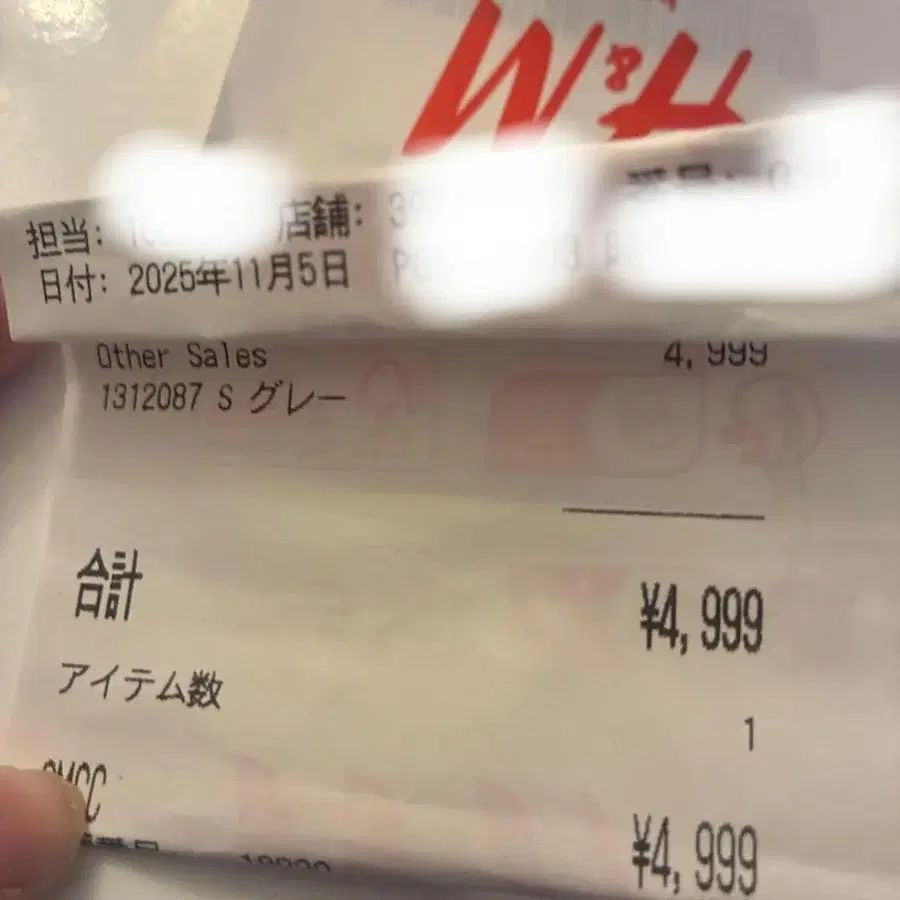 H&M
担当:
店舗:
日付: 2025年11月5日
Other Sales 4,999
1312087 S グレー
合計 ¥4,999
アイテム数 1
¥4,999